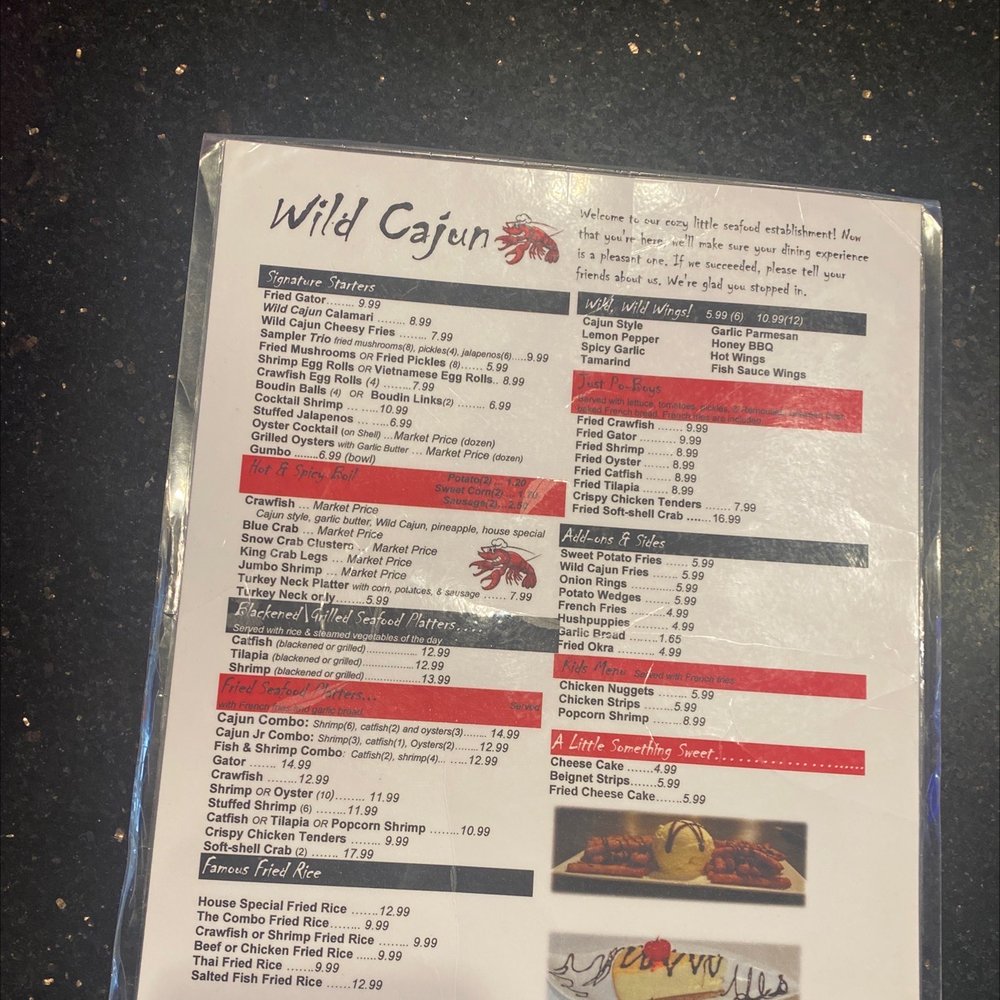 Wild Cajun
Welcome to our cozy little seafood establishment! Now
that you're here, we'll make sure your dining experience
is a pleasant one. If we succeeded, please tell your
friends about us. We're glad you stopped in.
Signature Starters
Fried Gator........ 9.99
Wild Cajun Calamari ........ 8.99
Wild Cajun Cheesy Fries ........ 7.99
Sampler Trio fried mushrooms(8), pickles(4), jalapenos(6).....9.99
Fried Mushrooms OR Fried Pickles (8)....... 5.99
Shrimp Egg Rolls OR Vietnamese Egg Rolls.. 8.99
Crawfish Egg Rolls (4) ........7.99
Boudin Balls (4) OR Boudin Links(2) ........ 6.99
Cocktail Shrimp ... .....10.99
Stuffed Jalapenos ... ......6.99
Oyster Cocktail (on Shell) ...Market Price (dozen)
Grilled Oysters with Garlic Butter ... Market Price (dozen)
Gumbo ........6.99 (bowl)
Hot & Spicy Boil
Potato(2) ... 1.20
Sweet Corn(2) ...
Sausage(2)...2.50
Crawfish ... Market Price
Cajun style, garlic butter, Wild Cajun, pineapple, house special
Blue Crab ... Market Price
Snow Crab Clusters ... Market Price
King Crab Legs ... Market Price
Jumbo Shrimp ... Market Price
Turkey Neck Platter with corn, potatoes, & sausage ....... 7.99
Turkey Neck only.......5.99
Blackened\Grilled Seafood Platters.....
Served with rice & steamed vegetables of the day
Catfish (blackened or grilled)..................... 12.99
Tilapia (blackened or grilled)...................12.99
Shrimp (blackened or grilled)....................13.99
Fried Seafood Platters...
Served
with French fries and garlic bread
Cajun Combo: Shrimp(6), catfish(2) and oysters(3)........ 14.99
Cajun Jr Combo: Shrimp(3), catfish(1), Oysters(2)........12.99
Fish & Shrimp Combo: Catfish(2), shrimp(4)... .....12.99
Gator ........ 14.99
Crawfish ........12.99
Shrimp OR Oyster (10)........ 11.99
Stuffed Shrimp (6) ........11.99
Catfish OR Tilapia OR Popcorn Shrimp ........10.99
Crispy Chicken Tenders ........ 9.99
Soft-shell Crab (2) ....... 17.99
Famous Fried Rice
House Special Fried Rice .......12.99
The Combo Fried Rice........ 9.99
Crawfish or Shrimp Fried Rice ....... 9.99
Beef or Chicken Fried Rice ......9.99
Thai Fried Rice .......9.99
Salted Fish Fried Rice .......12.99
Wild, Wild Wings! 5.99 (6) 10.99(12)
Cajun Style
Lemon Pepper
Spicy Garlic
Tamarind
Garlic Parmesan
Honey BBQ
Hot Wings
Fish Sauce Wings
Just Po-Boys
Served with lettuce, tomatoes, pickles, & Remoulade
baked French bread. French fries are included
Fried Crawfish ....... 9.99
Fried Gator .......... 9.99
Fried Shrimp ....... 8.99
Fried Oyster ....... 8.99
Fried Catfish ....... 8.99
Fried Tilapia ....... 8.99
Crispy Chicken Tenders ....... 7.99
Fried Soft-shell Crab .......16.99
Add-ons & Sides
Sweet Potato Fries ...... 5.99
Wild Cajun Fries ...... 5.99
Onion Rings ............5.99
Potato Wedges ....... 5.99
French Fries .......... 4.99
Hushpuppies ......... 4.99
Garlic Bread .........1.65
Fried Okra .......... 4.99
Kids Menu Served with French fries
Chicken Nuggets ........ 5.99
Chicken Strips ........5.99
Popcorn Shrimp ........8.99
A Little Something Sweet.....................
Cheese Cake .......4.99
Beignet Strips.......5.99
Fried Cheese Cake.......5.99